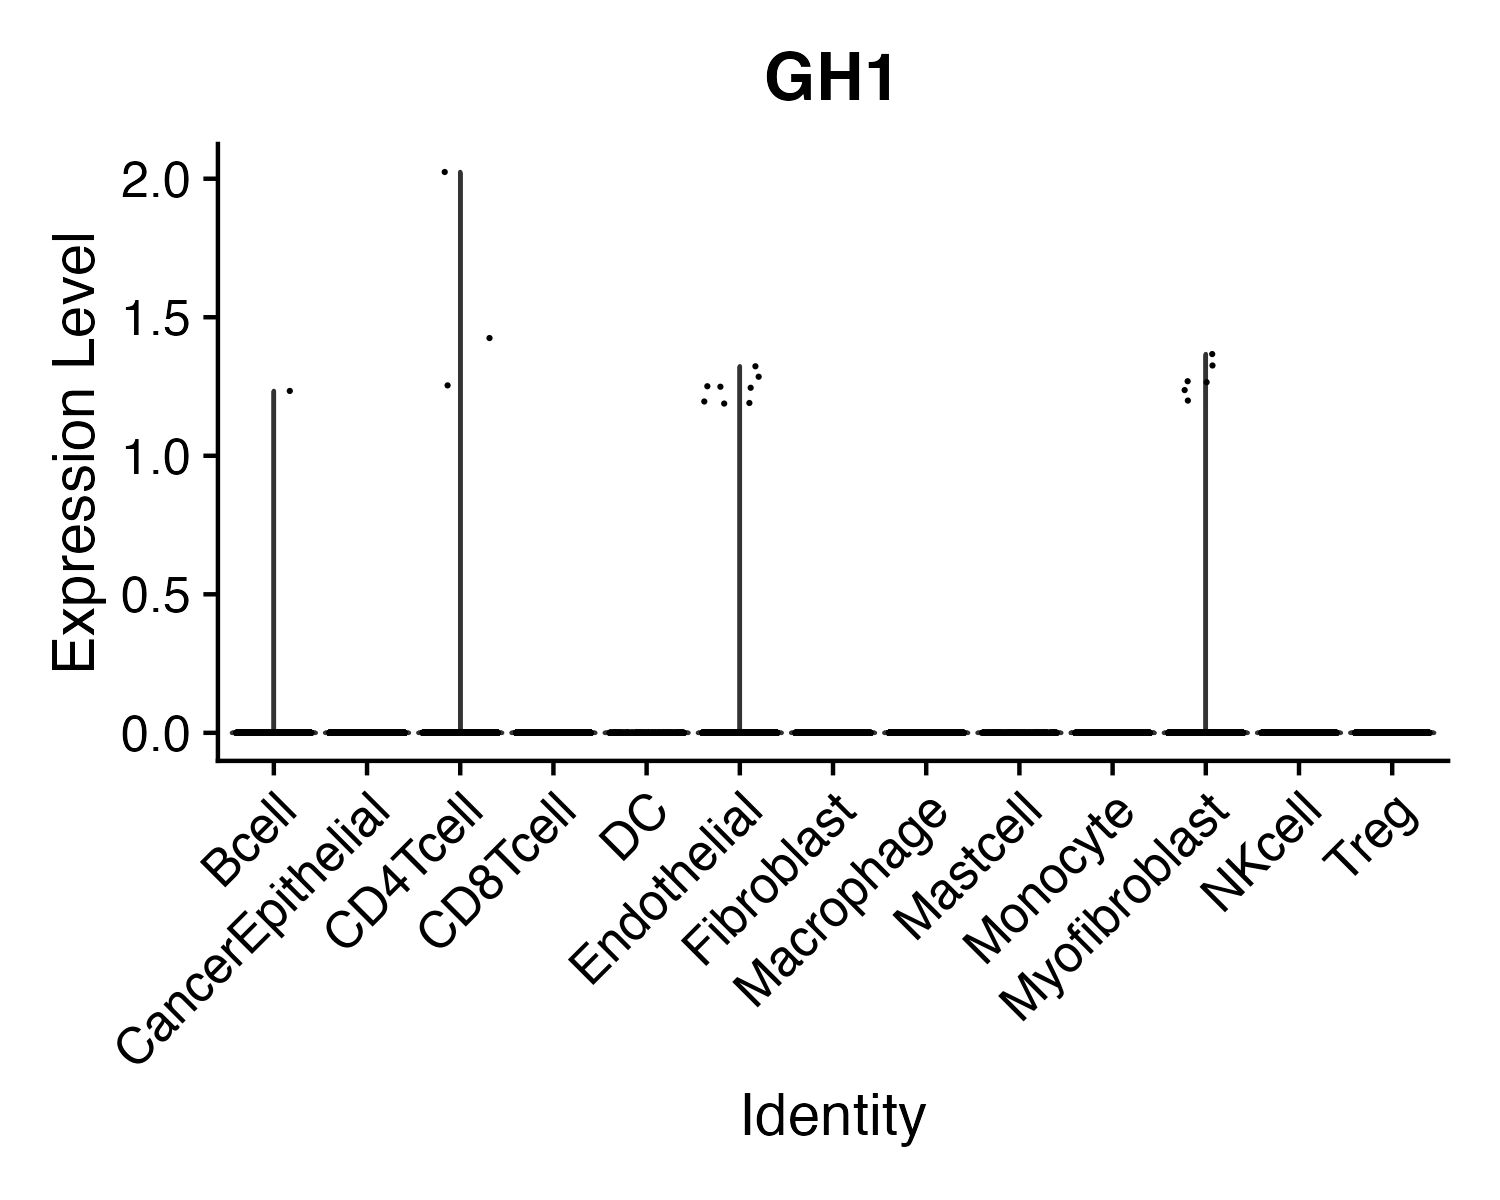 GH1
Expression Level
2.0
1.5
1.0
0.5
0.0
Bcell
CancerEpithelial
CD4Tcell
CD8Tcell
DC
Endothelial
Fibroblast
Macrophage
Mastcell
Monocyte
Myofibroblast
NKcell
Treg
Identity